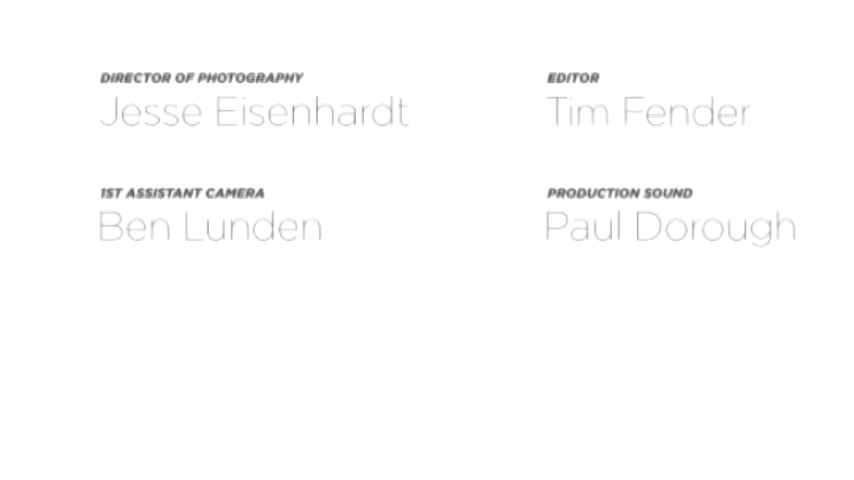 DIRECTOR OF PHOTOGRAPHY
Jesse Eisenhardt
EDITOR
Tim Fender
1ST ASSISTANT CAMERA
Ben Lunden
PRODUCTION SOUND
Paul Dorough